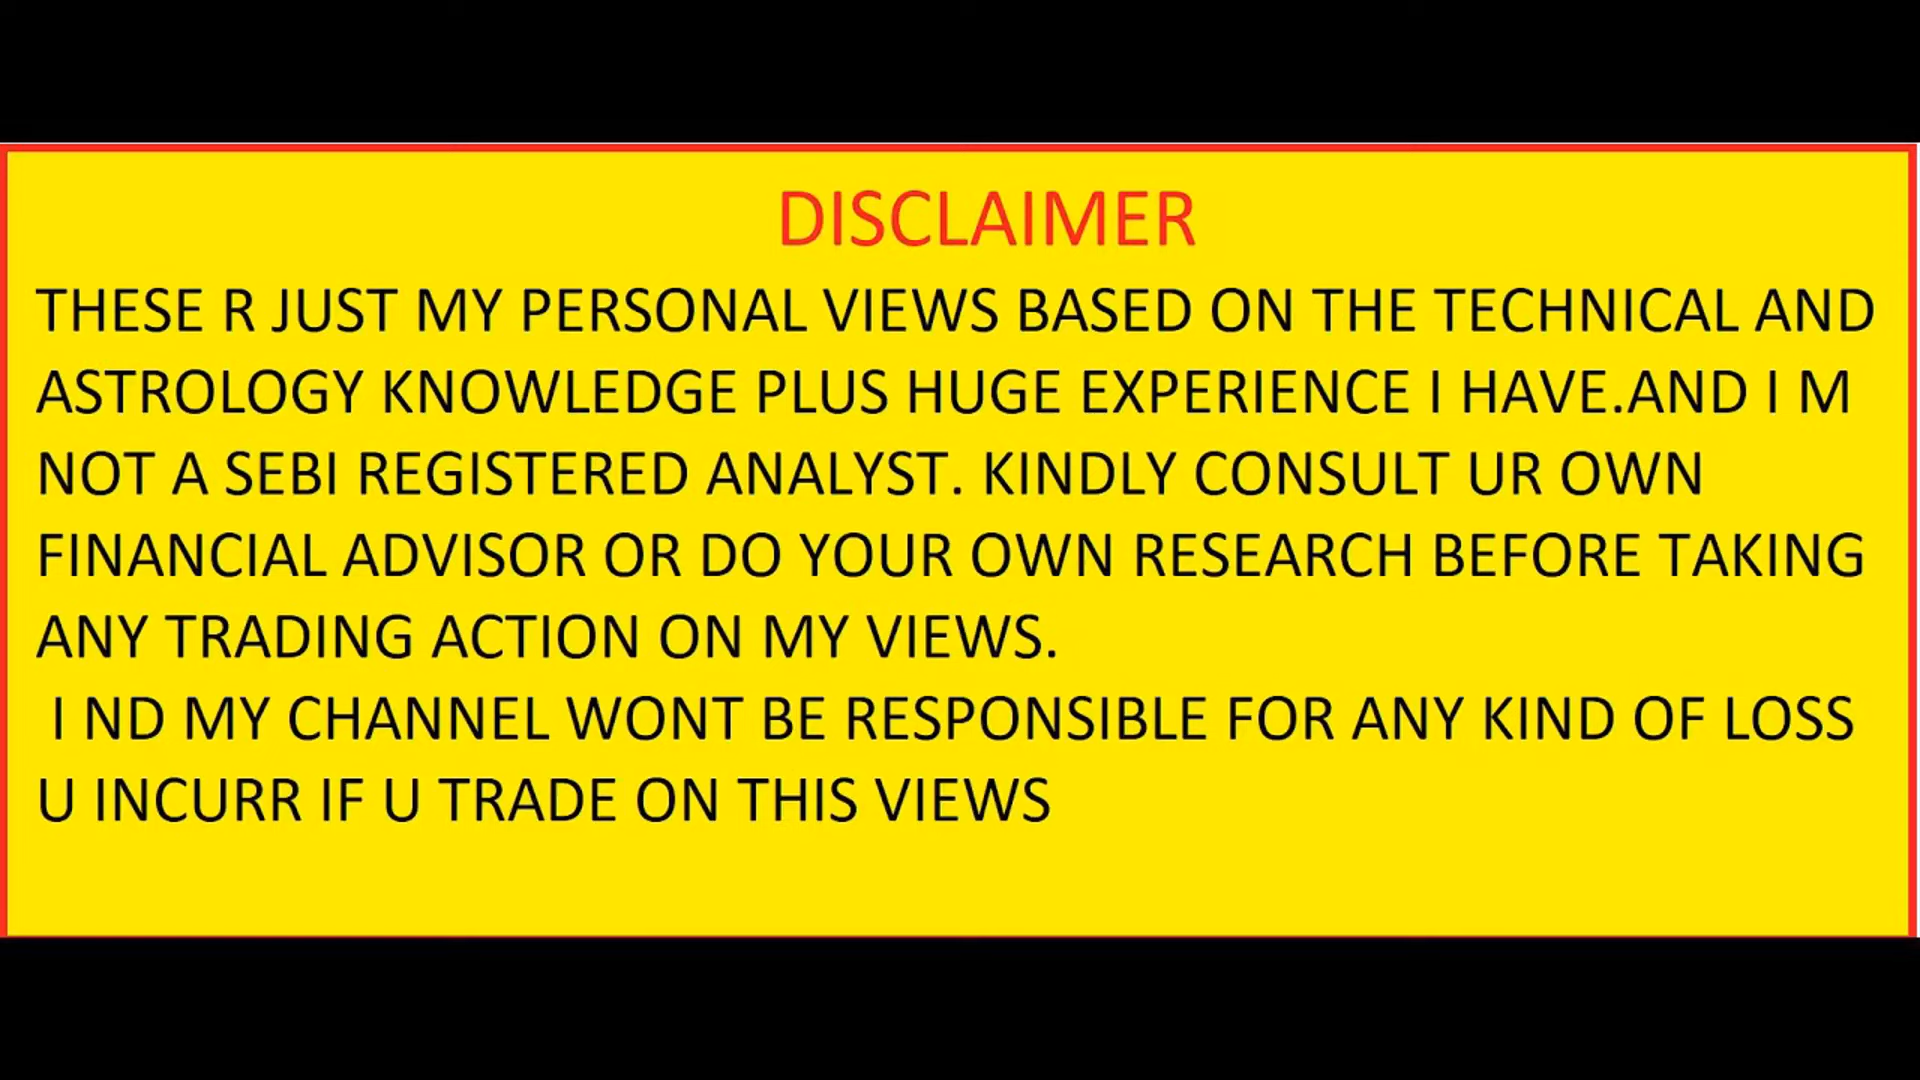 DISCLAIMER
THESE R JUST MY PERSONAL VIEWS BASED ON THE TECHNICAL AND
ASTROLOGY KNOWLEDGE PLUS HUGE EXPERIENCE I HAVE.AND I M
NOT A SEBI REGISTERED ANALYST. KINDLY CONSULT UR OWN
FINANCIAL ADVISOR OR DO YOUR OWN RESEARCH BEFORE TAKING
ANY TRADING ACTION ON MY VIEWS.
I ND MY CHANNEL WONT BE RESPONSIBLE FOR ANY KIND OF LOSS
U INCURR IF U TRADE ON THIS VIEWS